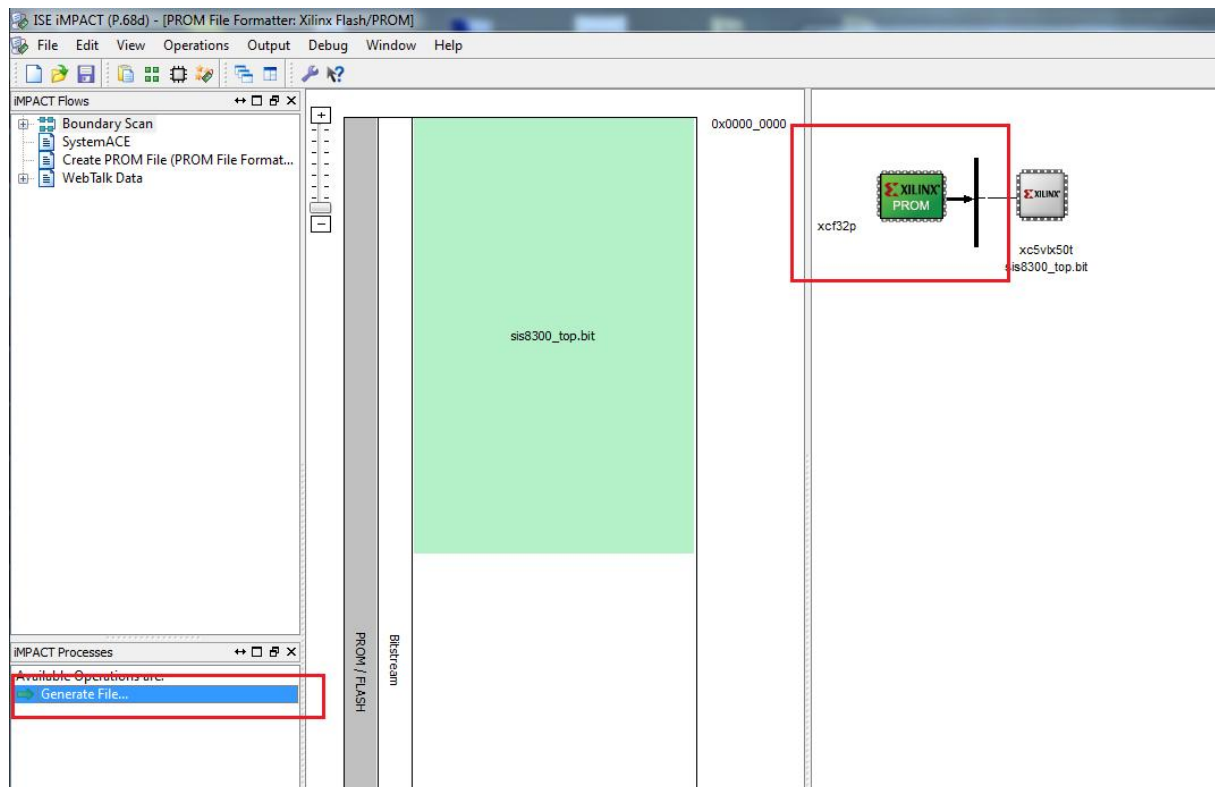 ISE iMPACT (P.68d) - [PROM File Formatter: Xilinx Flash/PROM]
File Edit View Operations Output Debug Window Help
iMPACT Flows
Boundary Scan
SystemACE
Create PROM File (PROM File Format...
WebTalk Data
iMPACT Processes
Available Operations are:
Generate File...
+
-
PROM / FLASH
Bitstream
sis8300_top.bit
0x0000_0000
xcf32p
XILINX
PROM
XILINX
xc5vlx50t
sis8300_top.bit